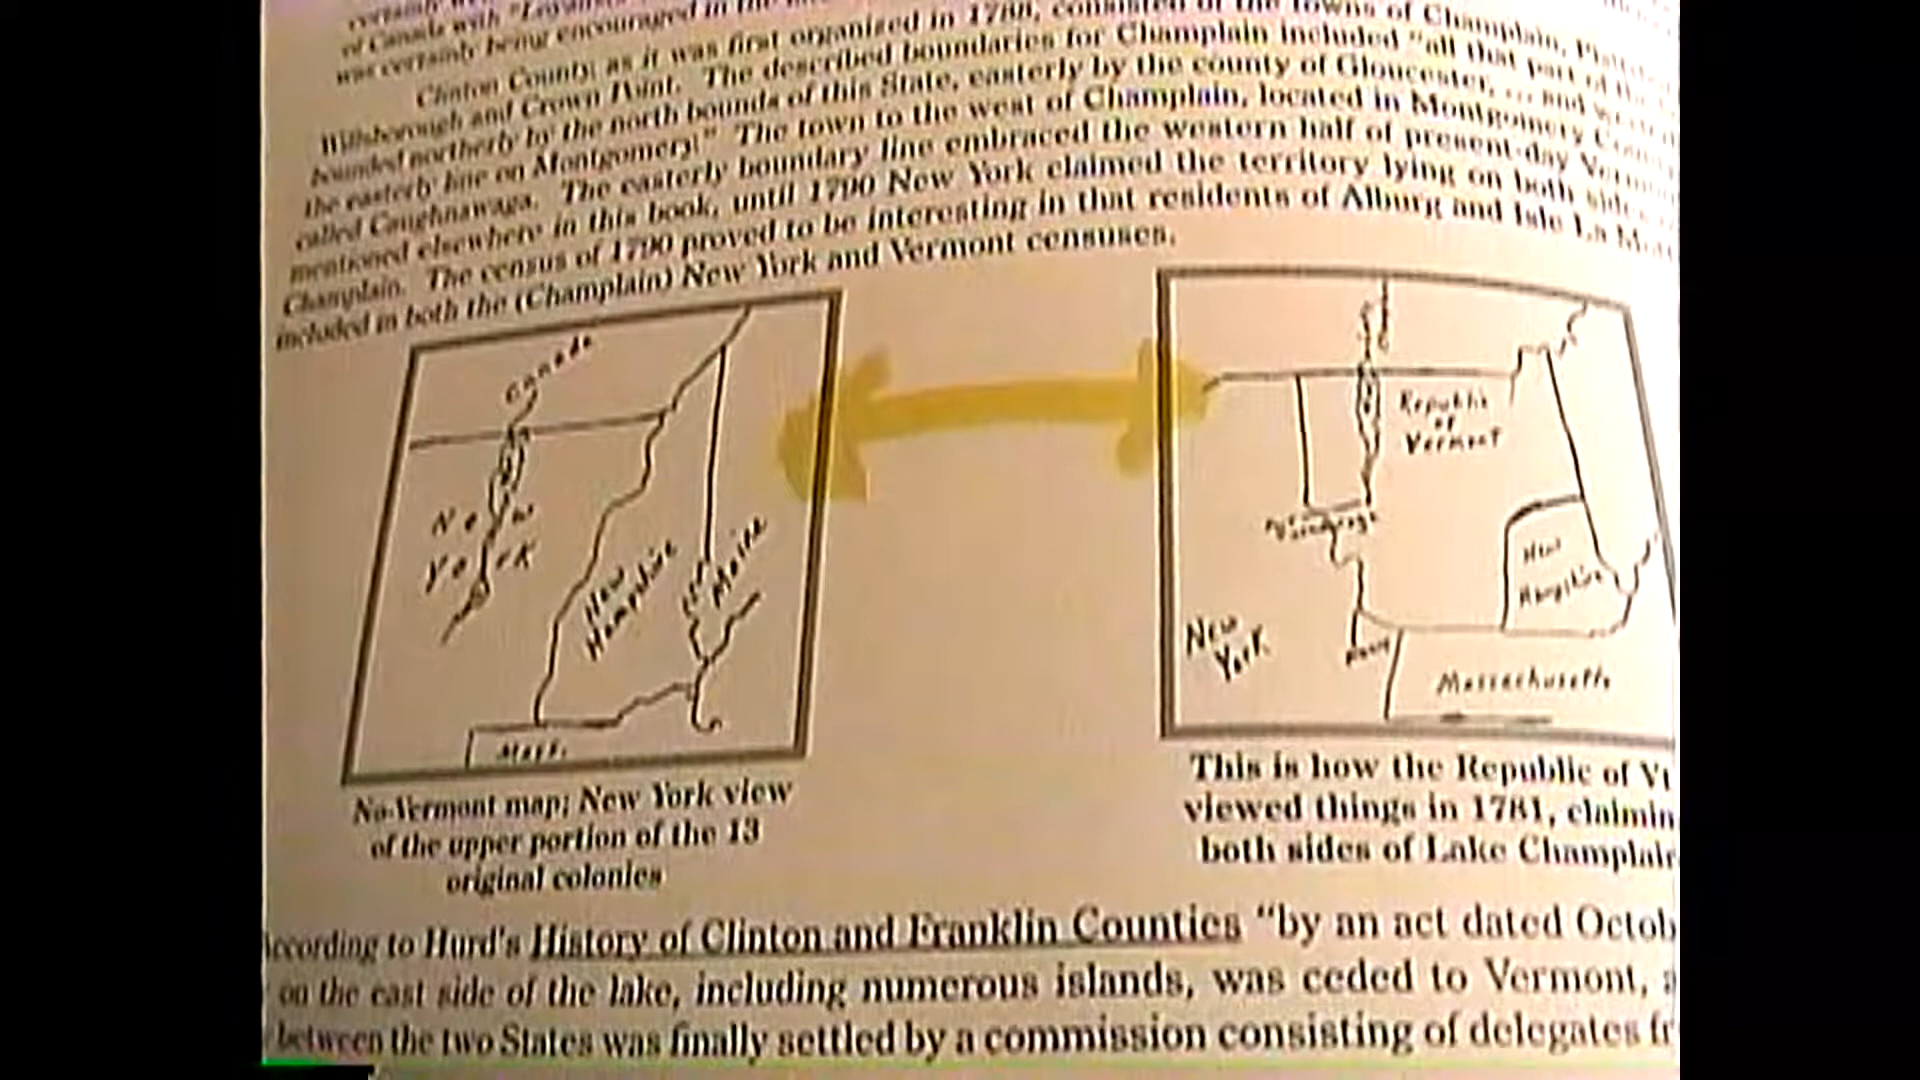 of Canada with "Loyalists
was certainly being encouraged in the
Clinton County, as it was first organized in 1788, consisted of the towns of Champlain,
Willsborough and Crown Point. The described boundaries for Champlain included "all that part of
bounded northerly by the north bounds of this State, easterly by the county of Gloucester, ... and
the easterly line on Montgomery!" The town to the west of Champlain, located in Montgomery
called Caughnawaga. The easterly boundary line embraced the western half of present-day
mentioned elsewhere in this book, until 1790 New York claimed the territory lying on both sides
Champlain. The census of 1790 proved to be interesting in that residents of Alburg and Isle La
included in both the (Champlain) New York and Vermont censuses.
Canada
New
York
New
Hampshire
Maine
Mass.
Republic
of
Vermont
New
Hampshire
New
York
Massachusetts
No-Vermont map; New York view
of the upper portion of the 13
original colonies
This is how the Republic of Vt
viewed things in 1781,
both sides of Lake
According to Hurd's History of Clinton and Franklin Counties "by an act dated
on the east side of the lake, including numerous islands, was ceded to Vermont,
between the two States was finally settled by a commission consisting of delegates